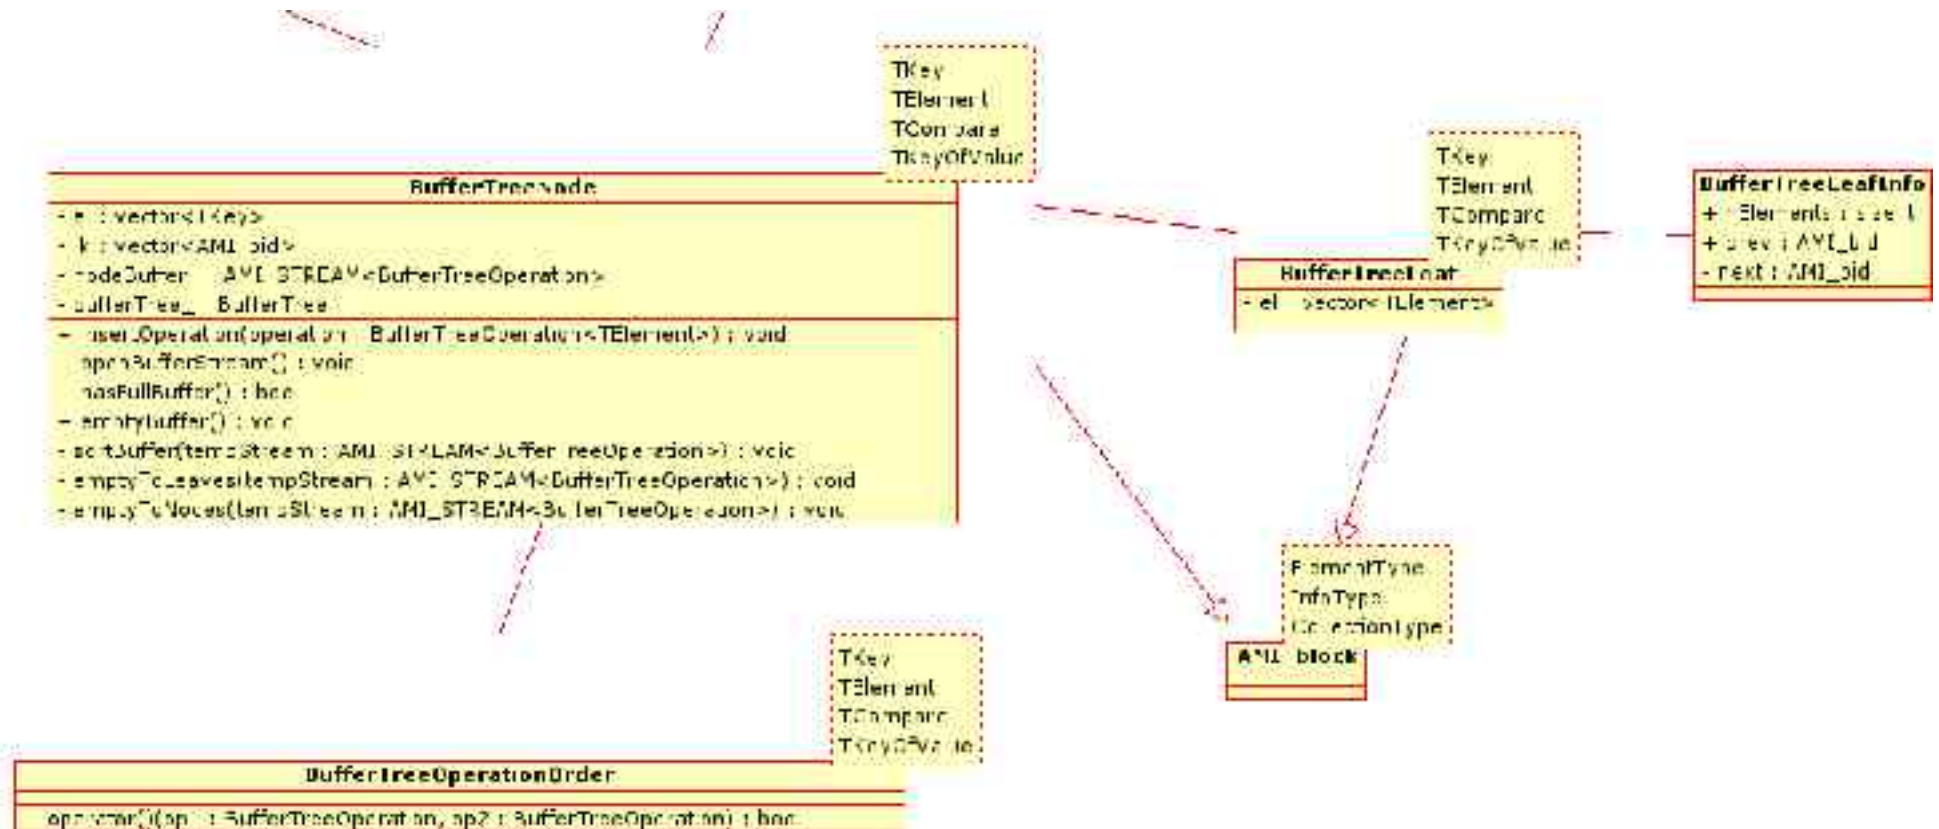 TKey
TElement
TCompare
TKeyOfValue
BufferTreeNode
- el : vector<TKey>
- lk : vector<AMI_bid>
- nodeBuffer_ : AMI_STREAM<BufferTreeOperation>
- bufferTree_ : BufferTree
+ insertOperation(operation : BufferTreeOperation<TElement>) : void
openBufferStream() : void
hasFullBuffer() : bool
+ emptyBuffer() : void
- sortBuffer(tempStream : AMI_STREAM<BufferTreeOperation>) : void
- emptyToLeaves(tempStream : AMI_STREAM<BufferTreeOperation>) : void
- emptyToNodes(tempStream : AMI_STREAM<BufferTreeOperation>) : void
TKey
TElement
TCompare
TKeyOfValue
BufferTreeLeaf
- el : vector<TElement>
BufferTreeLeafInfo
+ nElements : size_t
+ prev : AMI_bid
- next : AMI_bid
ElementType
InfoType
CollectionType
AMI_block
TKey
TElement
TCompare
TKeyOfValue
BufferTreeOperationOrder
operator()(op1 : BufferTreeOperation, op2 : BufferTreeOperation) : bool